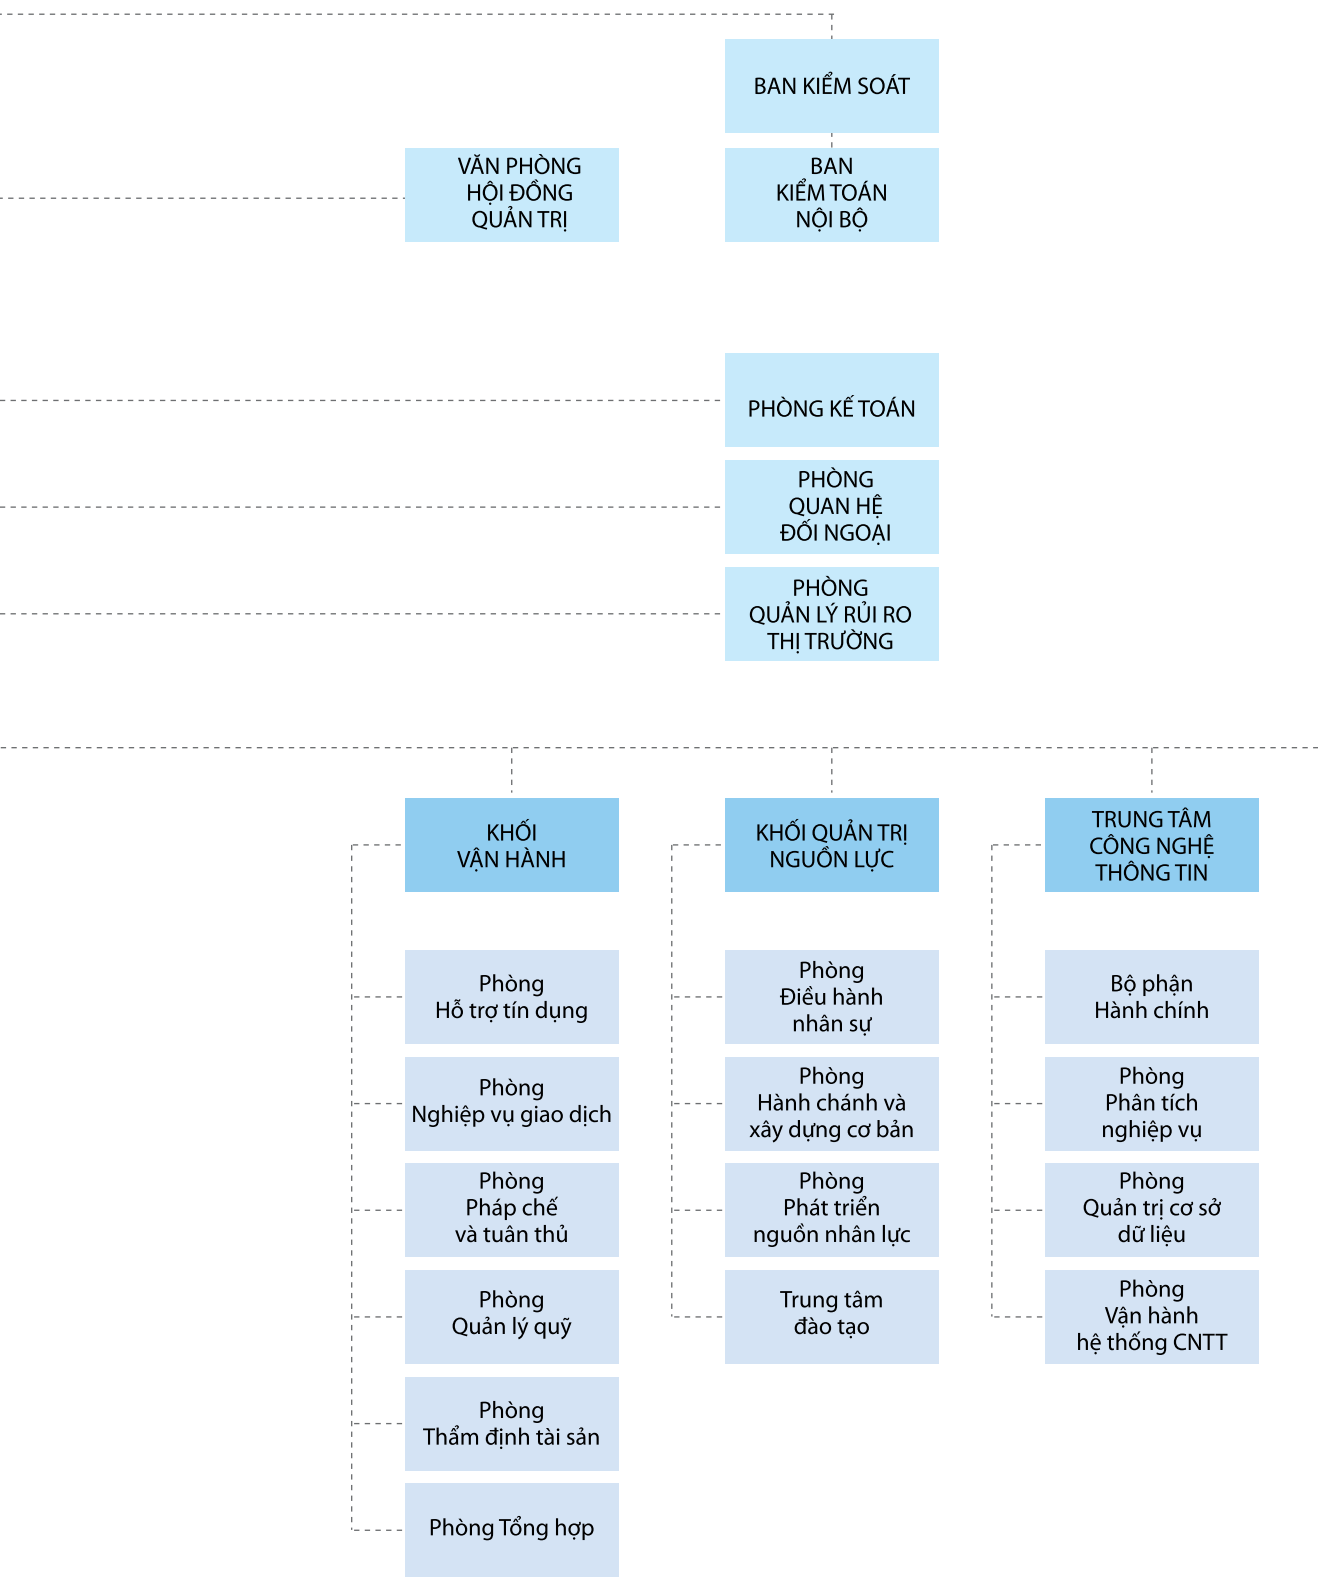 BAN KIỂM SOÁT
VĂN PHÒNG
HỘI ĐỒNG
QUẢN TRỊ
BAN
KIỂM TOÁN
NỘI BỘ
PHÒNG KẾ TOÁN
PHÒNG
QUAN HỆ
ĐỐI NGOẠI
PHÒNG
QUẢN LÝ RỦI RO
THỊ TRƯỜNG
KHỐI
VẬN HÀNH
Phòng
Hỗ trợ tín dụng
Phòng
Nghiệp vụ giao dịch
Phòng
Pháp chế
và tuân thủ
Phòng
Quản lý quỹ
Phòng
Thẩm định tài sản
Phòng Tổng hợp
KHỐI QUẢN TRỊ
NGUỒN LỰC
Phòng
Điều hành
nhân sự
Phòng
Hành chánh và
xây dựng cơ bản
Phòng
Phát triển
nguồn nhân lực
Trung tâm
đào tạo
TRUNG TÂM
CÔNG NGHỆ
THÔNG TIN
Bộ phận
Hành chính
Phòng
Phân tích
nghiệp vụ
Phòng
Quản trị cơ sở
dữ liệu
Phòng
Vận hành
hệ thống CNTT